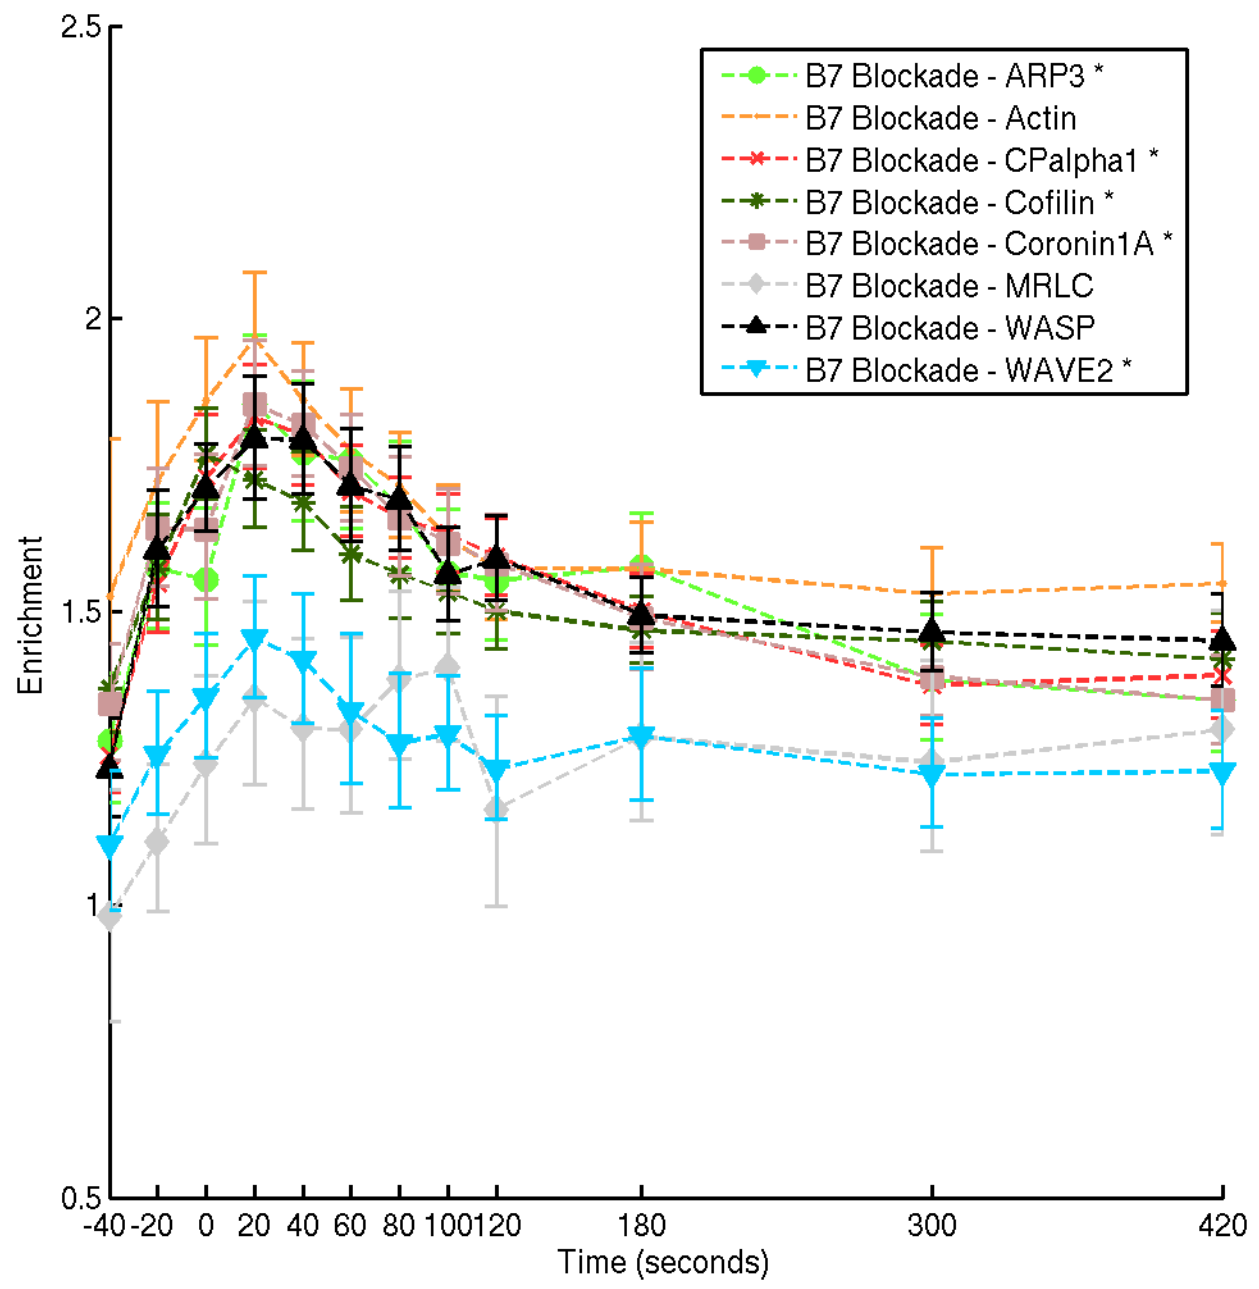 2.5
B7 Blockade - ARP3 *
B7 Blockade - Actin
B7 Blockade - CPalpha1 *
B7 Blockade - Cofilin *
B7 Blockade - Coronin1A *
B7 Blockade - MRLC
B7 Blockade - WASP
B7 Blockade - WAVE2 *
2
1.5
1
0.5
Enrichment
-40 -20 0 20 40 60 80 100 120 180 300 420
Time (seconds)